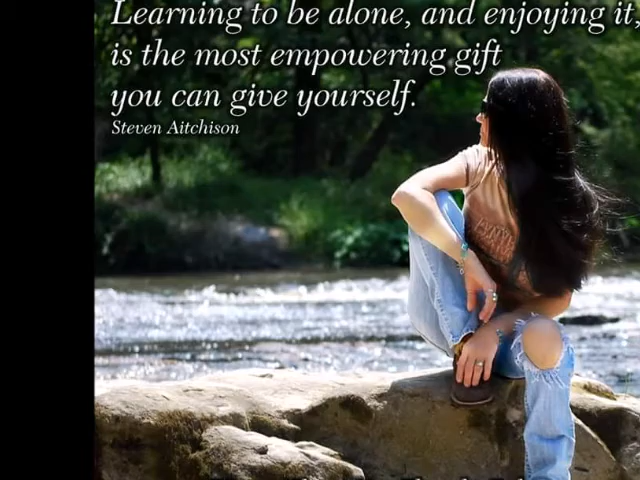 Learning to be alone, and enjoying it,
is the most empowering gift
you can give yourself.
Steven Aitchison